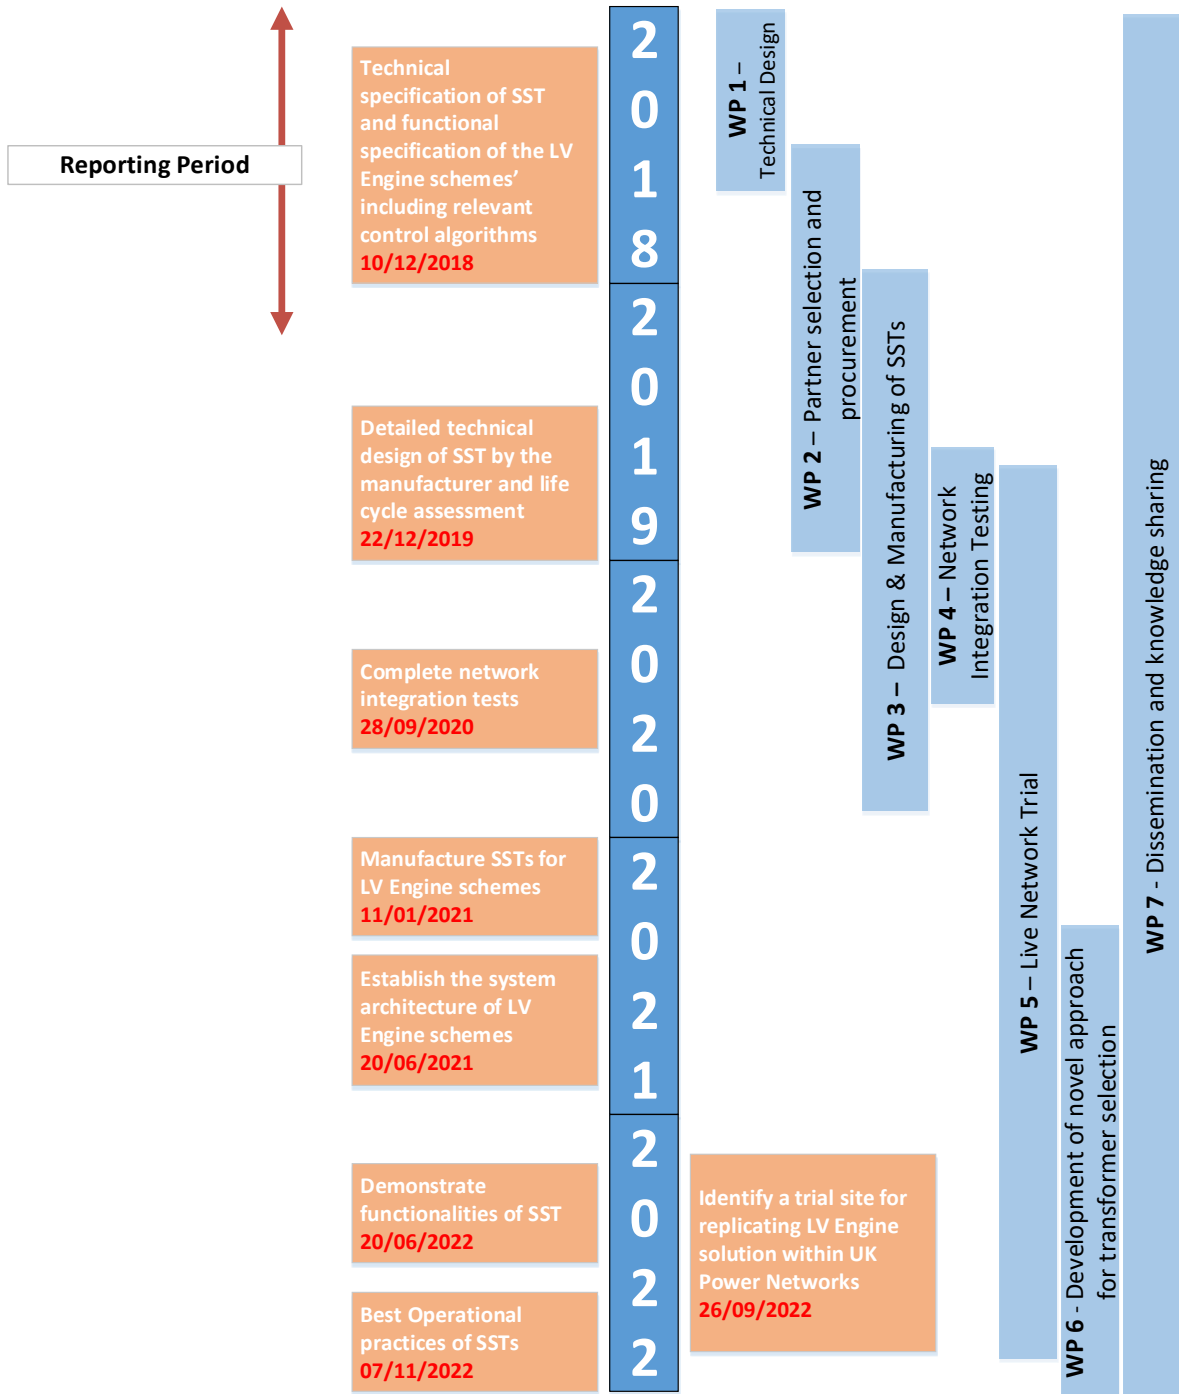 Reporting Period
Technical
specification of SST
and functional
specification of the LV
Engine schemes’
including relevant
control algorithms
10/12/2018
Detailed technical
design of SST by the
manufacturer and life
cycle assessment
22/12/2019
Complete network
integration tests
28/09/2020
Manufacture SSTs for
LV Engine schemes
11/01/2021
Establish the system
architecture of LV
Engine schemes
20/06/2021
Demonstrate
functionalities of SST
20/06/2022
Best Operational
practices of SSTs
07/11/2022
2
0
1
8
2
0
1
9
2
0
2
0
2
0
2
1
2
0
2
2
Identify a trial site for
replicating LV Engine
solution within UK
Power Networks
26/09/2022
WP 1 –
Technical Design
WP 2 – Partner selection and
procurement
WP 3 – Design & Manufacturing of SSTs
WP 4 – Network
Integration Testing
WP 5 – Live Network Trial
WP 6 - Development of novel approach
for transformer selection
WP 7 - Dissemination and knowledge sharing